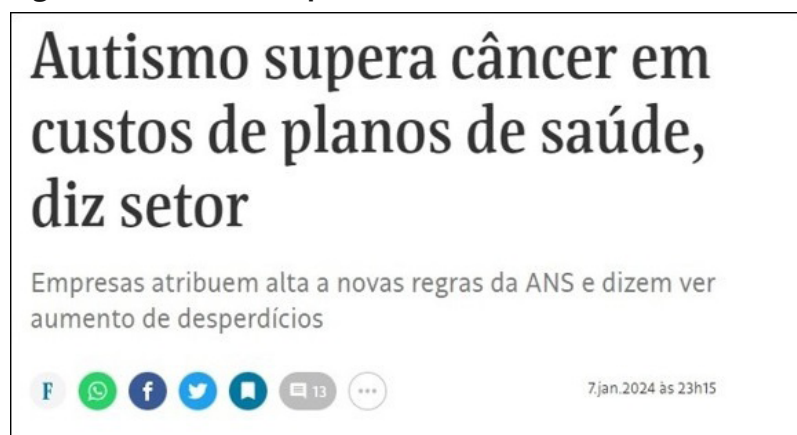 Autismo supera câncer em
custos de planos de saúde,
diz setor
Empresas atribuem alta a novas regras da ANS e dizem ver
aumento de desperdícios
F f 13 7.jan.2024 às 23h15